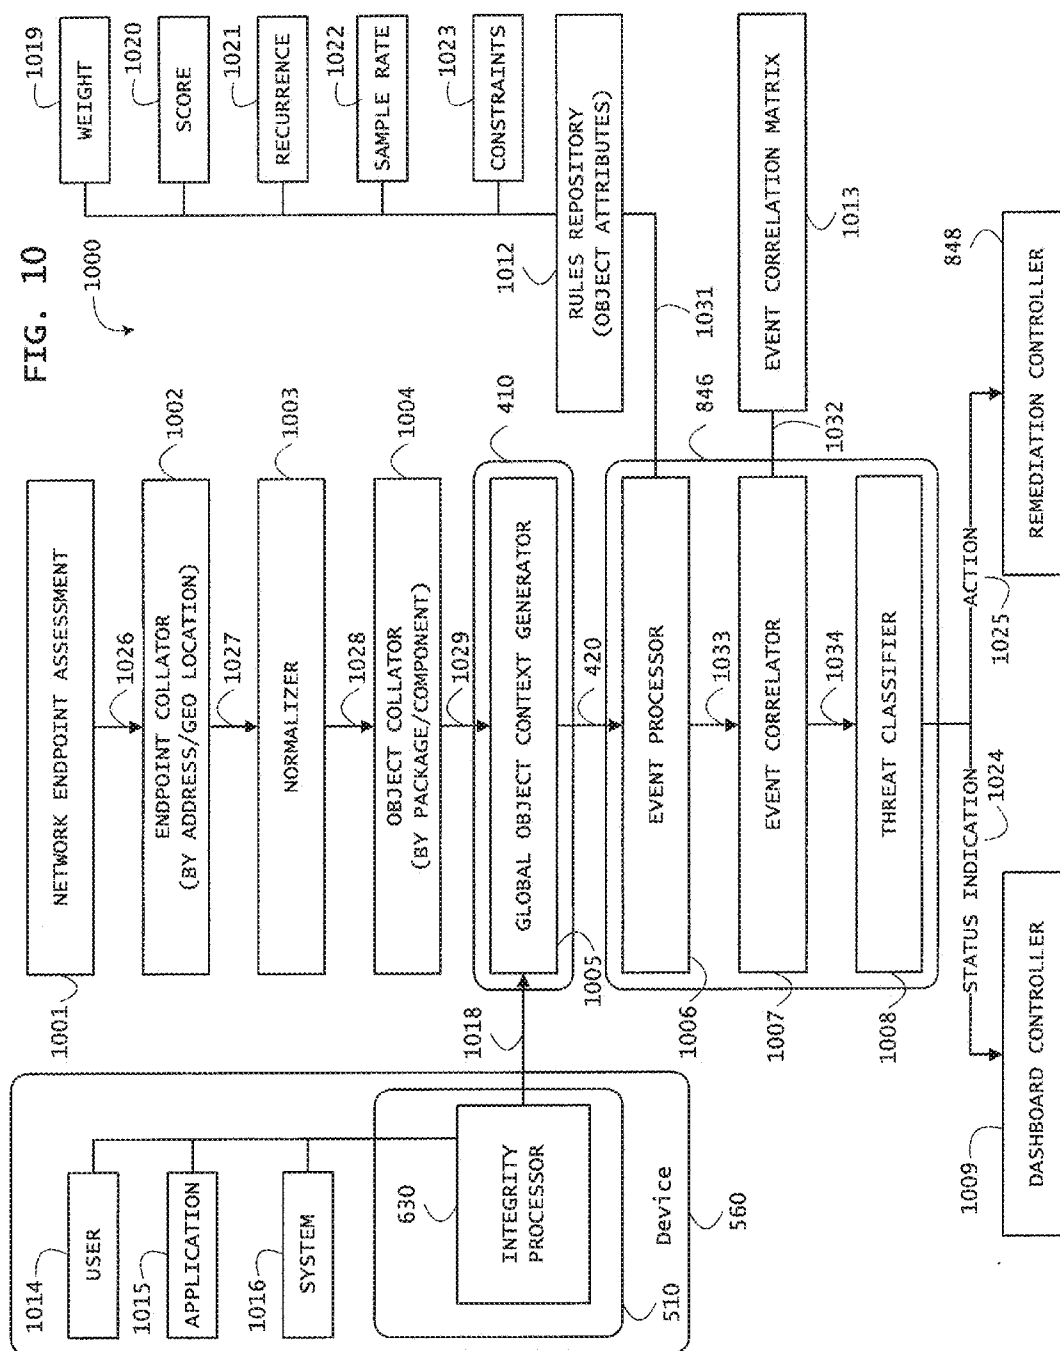 FIG. 10
1000
1001
NETWORK ENDPOINT ASSESSMENT
1026
1002
ENDPOINT COLLATOR
(BY ADDRESS/GEO LOCATION)
1027
1003
NORMALIZER
1028
1004
OBJECT COLLATOR
(BY PACKAGE/COMPONENT)
1029
410
GLOBAL OBJECT CONTEXT GENERATOR
1005
420
1014
USER
1015
APPLICATION
1016
SYSTEM
630
INTEGRITY
PROCESSOR
510
Device
560
1018
1019
WEIGHT
1020
SCORE
1021
RECURRENCE
1022
SAMPLE RATE
1023
CONSTRAINTS
1012
RULES REPOSITORY
(OBJECT ATTRIBUTES)
1031
846
1006
EVENT PROCESSOR
1033
1007
EVENT CORRELATOR
1032
EVENT CORRELATION MATRIX
1013
1034
1008
THREAT CLASSIFIER
STATUS INDICATION
1024
ACTION
1025
1009
DASHBOARD CONTROLLER
848
REMEDIATION CONTROLLER